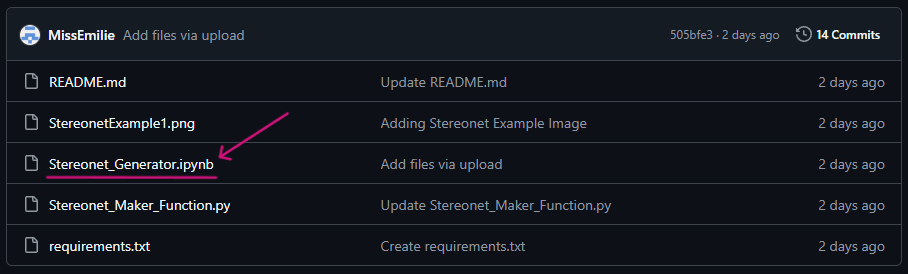 MissEmilie Add files via upload 505bfe3 · 2 days ago 14 Commits
README.md Update README.md 2 days ago
StereonetExample1.png Adding Stereonet Example Image 2 days ago
Stereonet_Generator.ipynb Add files via upload 2 days ago
Stereonet_Maker_Function.py Update Stereonet_Maker_Function.py 2 days ago
requirements.txt Create requirements.txt 2 days ago